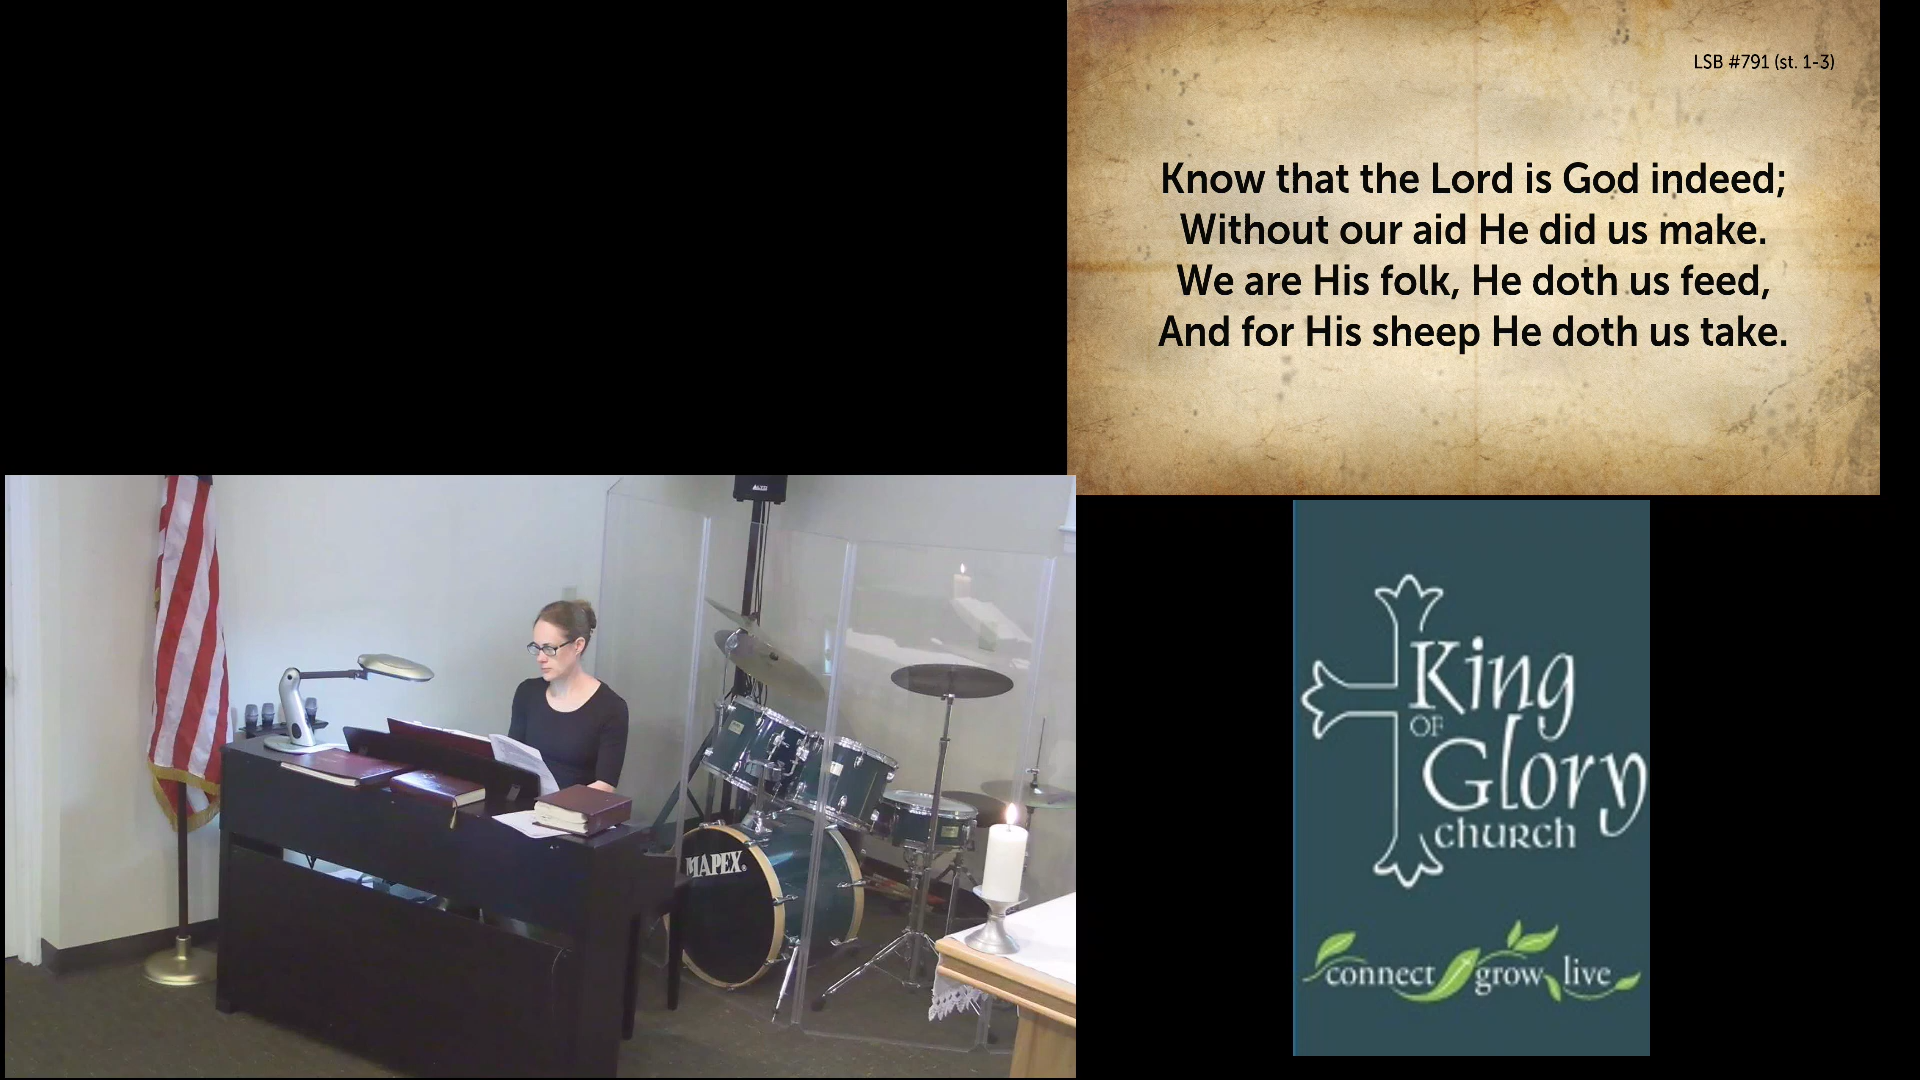 LSB #791 (st. 1-3)
Know that the Lord is God indeed;
Without our aid He did us make.
We are His folk, He doth us feed,
And for His sheep He doth us take.
MAPEX
King
OF
Glory
church
connect grow live